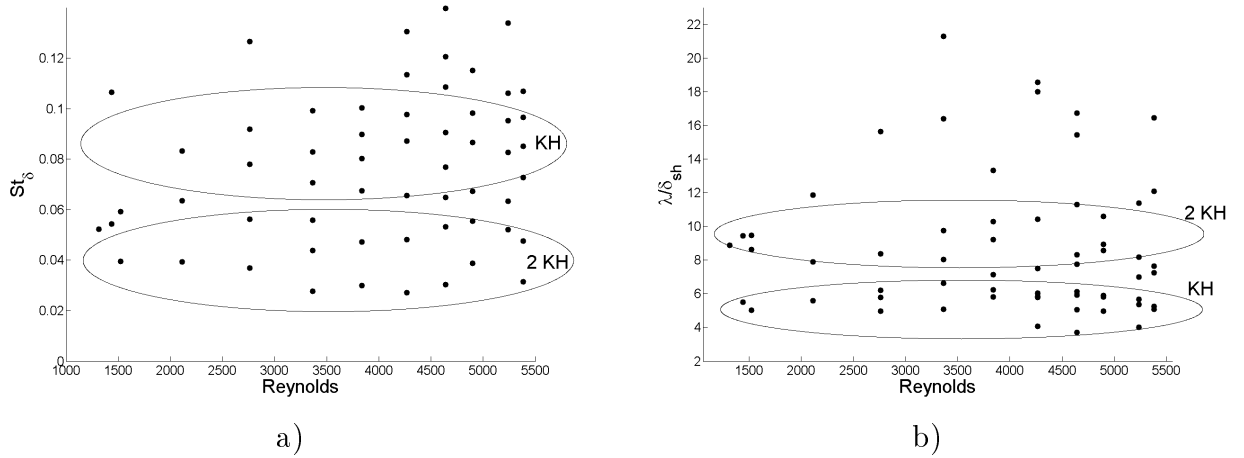 0.12
0.1
0.08
0.06
0.04
0.02
0
St_δ
KH
2 KH
1000 1500 2000 2500 3000 3500 4000 4500 5000 5500
Reynolds
a)
22
20
18
16
14
12
10
8
6
4
2
λ/δ_sh
2 KH
KH
1500 2000 2500 3000 3500 4000 4500 5000 5500
Reynolds
b)